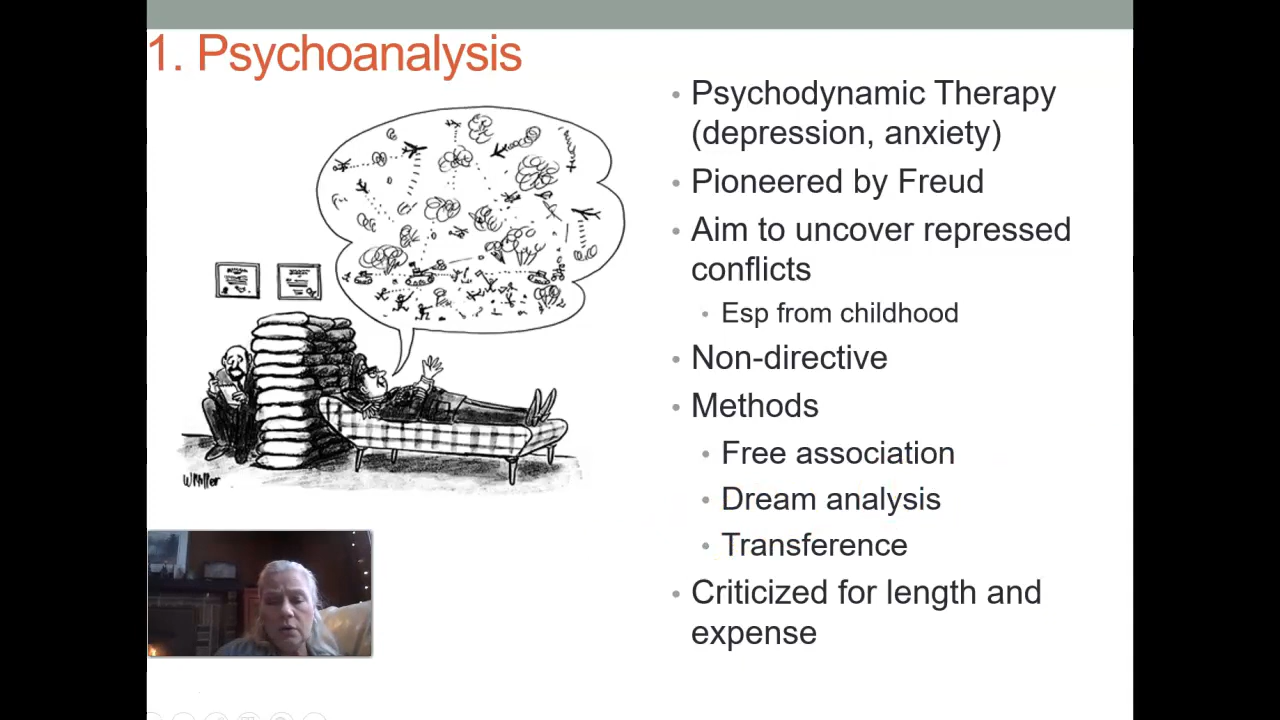 1. Psychoanalysis
Psychodynamic Therapy
(depression, anxiety)
Pioneered by Freud
Aim to uncover repressed
conflicts
Esp from childhood
Non-directive
Methods
Free association
Dream analysis
Transference
Criticized for length and
expense